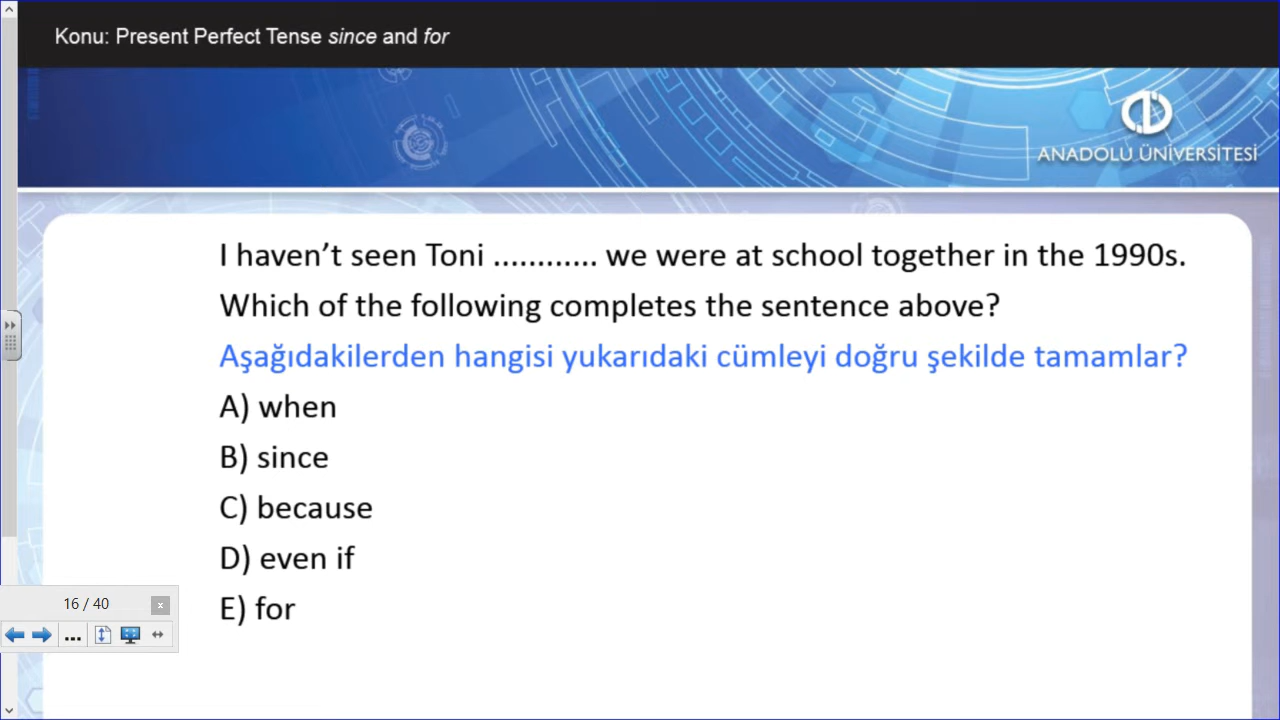 Konu: Present Perfect Tense since and for
ANADOLU ÜNİVERSİTESİ
I haven’t seen Toni ............ we were at school together in the 1990s.
Which of the following completes the sentence above?
Aşağıdakilerden hangisi yukarıdaki cümleyi doğru şekilde tamamlar?
A) when
B) since
C) because
D) even if
E) for
16 / 40